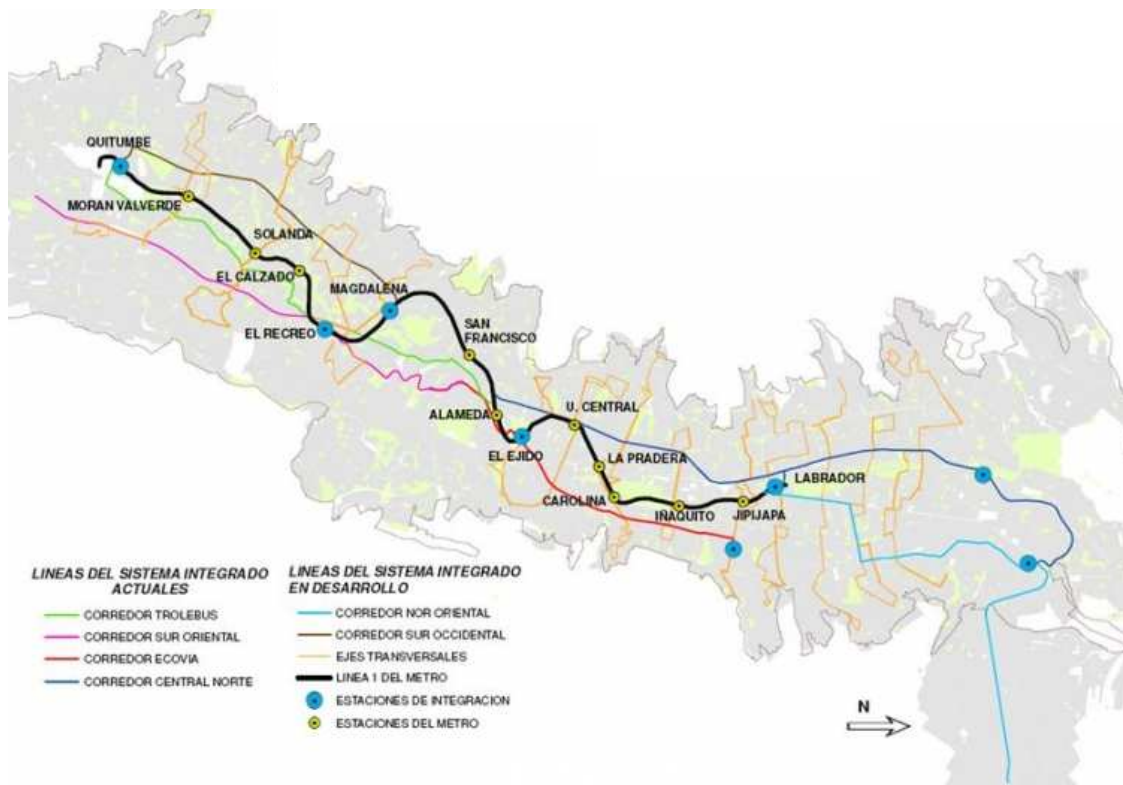 QUITUMBE
MORAN VALVERDE
SOLANDA
EL CALZADO
MAGDALENA
EL RECREO
SAN
FRANCISCO
ALAMEDA
U. CENTRAL
EL EJIDO
LA PRADERA
CAROLINA
IÑAQUITO
JIPIJAPA
LABRADOR
LINEAS DEL SISTEMA INTEGRADO
ACTUALES
CORREDOR TROLEBUS
CORREDOR SUR ORIENTAL
CORREDOR ECOVIA
CORREDOR CENTRAL NORTE
LINEAS DEL SISTEMA INTEGRADO
EN DESARROLLO
CORREDOR NOR ORIENTAL
CORREDOR SUR OCCIDENTAL
EJES TRANSVERSALES
LINEA I DEL METRO
ESTACIONES DE INTEGRACION
ESTACIONES DEL METRO
N